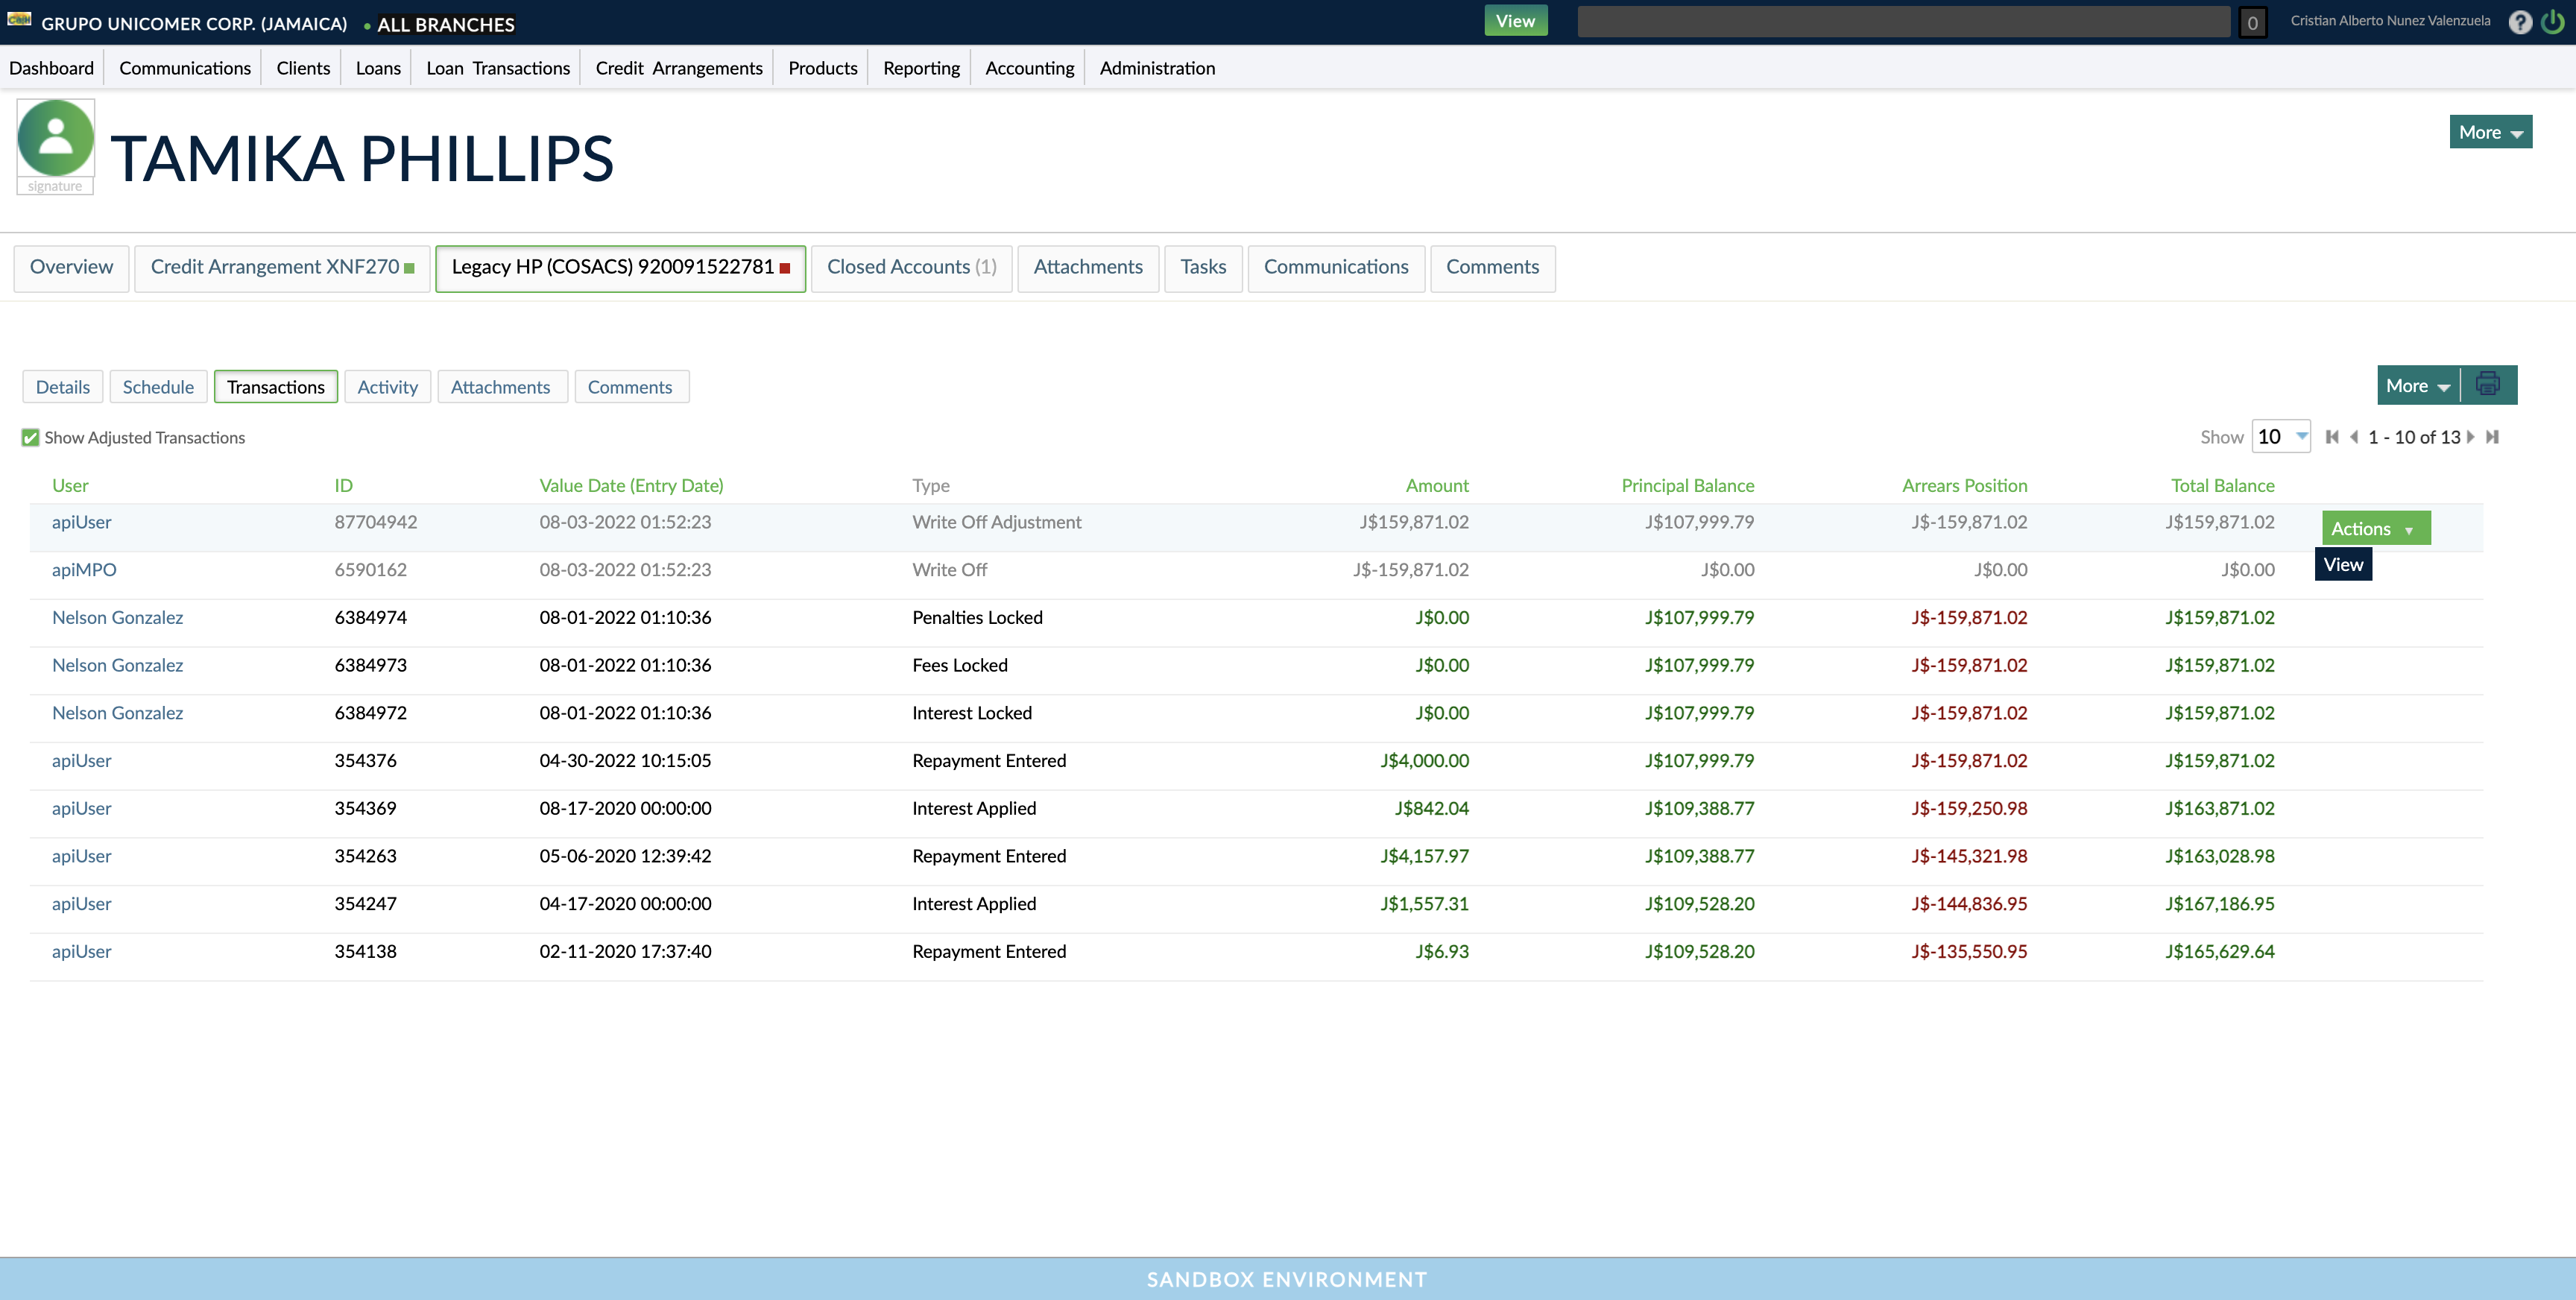 GRUPO UNICOMER CORP. (JAMAICA) • ALL BRANCHES View 0 Cristian Alberto Nunez Valenzuela ?
Dashboard Communications Clients Loans Loan Transactions Credit Arrangements Products Reporting Accounting Administration
TAMIKA PHILLIPS
signature
More
Overview Credit Arrangement XNF270 Legacy HP (COSACS) 920091522781 Closed Accounts (1) Attachments Tasks Communications Comments
Details Schedule Transactions Activity Attachments Comments More
Show Adjusted Transactions Show 10 1 - 10 of 13
User ID Value Date (Entry Date) Type Amount Principal Balance Arrears Position Total Balance
apiUser 87704942 08-03-2022 01:52:23 Write Off Adjustment J$159,871.02 J$107,999.79 J$-159,871.02 J$159,871.02 Actions
View
apiMPO 6590162 08-03-2022 01:52:23 Write Off J$-159,871.02 J$0.00 J$0.00 J$0.00
Nelson Gonzalez 6384974 08-01-2022 01:10:36 Penalties Locked J$0.00 J$107,999.79 J$-159,871.02 J$159,871.02
Nelson Gonzalez 6384973 08-01-2022 01:10:36 Fees Locked J$0.00 J$107,999.79 J$-159,871.02 J$159,871.02
Nelson Gonzalez 6384972 08-01-2022 01:10:36 Interest Locked J$0.00 J$107,999.79 J$-159,871.02 J$159,871.02
apiUser 354376 04-30-2022 10:15:05 Repayment Entered J$4,000.00 J$107,999.79 J$-159,871.02 J$159,871.02
apiUser 354369 08-17-2020 00:00:00 Interest Applied J$842.04 J$109,388.77 J$-159,250.98 J$163,871.02
apiUser 354263 05-06-2020 12:39:42 Repayment Entered J$4,157.97 J$109,388.77 J$-145,321.98 J$163,028.98
apiUser 354247 04-17-2020 00:00:00 Interest Applied J$1,557.31 J$109,528.20 J$-144,836.95 J$167,186.95
apiUser 354138 02-11-2020 17:37:40 Repayment Entered J$6.93 J$109,528.20 J$-135,550.95 J$165,629.64
SANDBOX ENVIRONMENT